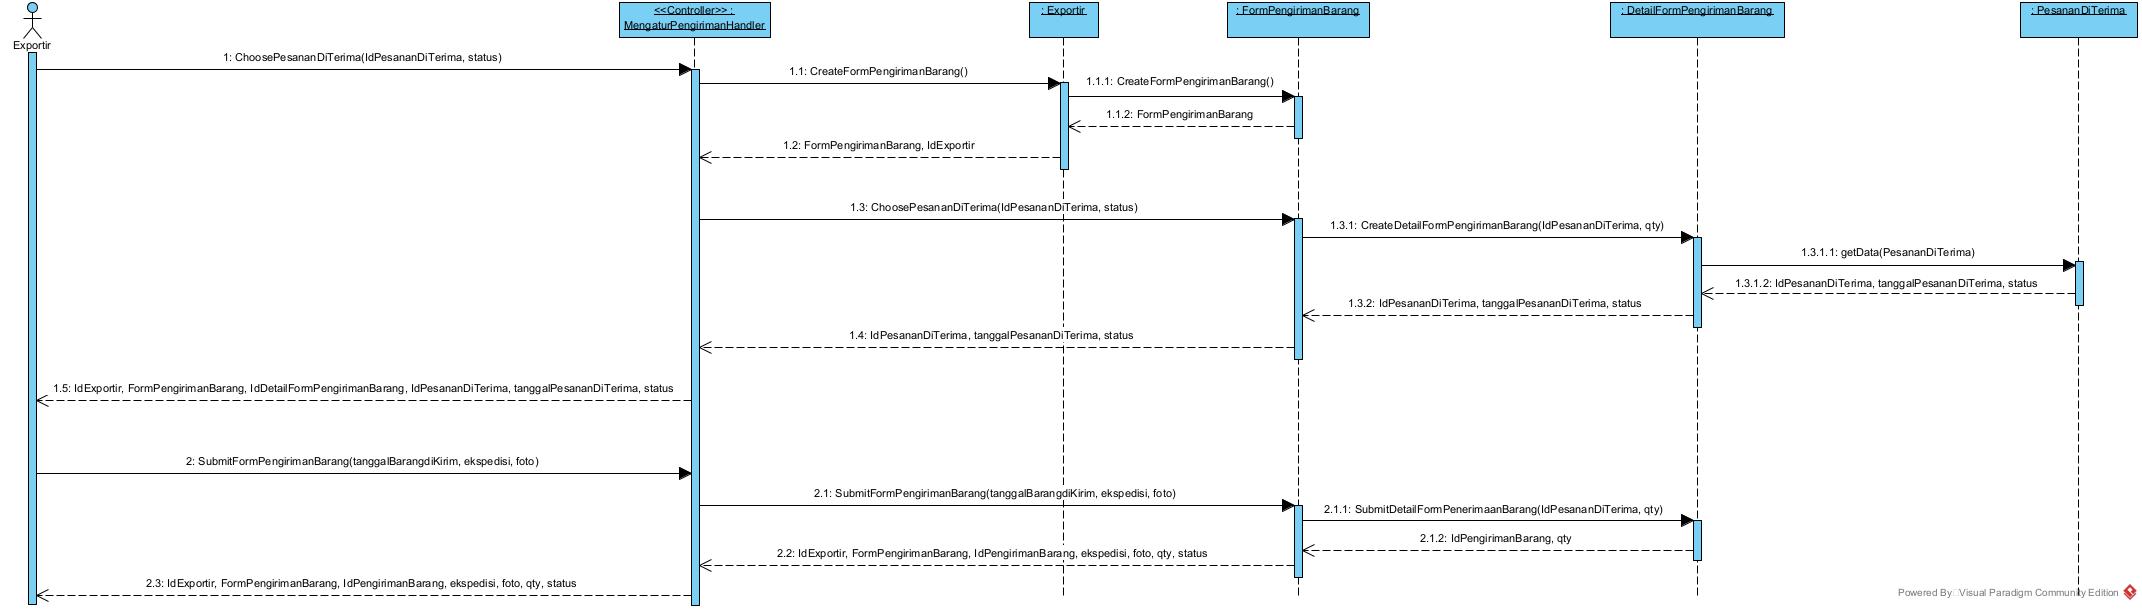 <<Controller>> :
MengaturPengirimanHandler
: Exportir
: FormPengirimanBarang
: DetailFormPengirimanBarang
: PesananDiTerima
Exportir
1: ChoosePesananDiTerima(IdPesananDiTerima, status)
1.1: CreateFormPengirimanBarang()
1.1.1: CreateFormPengirimanBarang()
1.1.2: FormPengirimanBarang
1.2: FormPengirimanBarang, IdExportir
1.3: ChoosePesananDiTerima(IdPesananDiTerima, status)
1.3.1: CreateDetailFormPengirimanBarang(IdPesananDiTerima, qty)
1.3.1.1: getData(PesananDiTerima)
1.3.1.2: IdPesananDiTerima, tanggalPesananDiTerima, status
1.3.2: IdPesananDiTerima, tanggalPesananDiTerima, status
1.4: IdPesananDiTerima, tanggalPesananDiTerima, status
1.5: IdExportir, FormPengirimanBarang, IdDetailFormPengirimanBarang, IdPesananDiTerima, tanggalPesananDiTerima, status
2: SubmitFormPengirimanBarang(tanggalBarangdiKirim, ekspedisi, foto)
2.1: SubmitFormPengirimanBarang(tanggalBarangdiKirim, ekspedisi, foto)
2.1.1: SubmitDetailFormPenerimaanBarang(IdPesananDiTerima, qty)
2.1.2: IdPengirimanBarang, qty
2.2: IdExportir, FormPengirimanBarang, IdPengirimanBarang, ekspedisi, foto, qty, status
2.3: IdExportir, FormPengirimanBarang, IdPengirimanBarang, ekspedisi, foto, qty, status
Powered By Visual Paradigm Community Edition